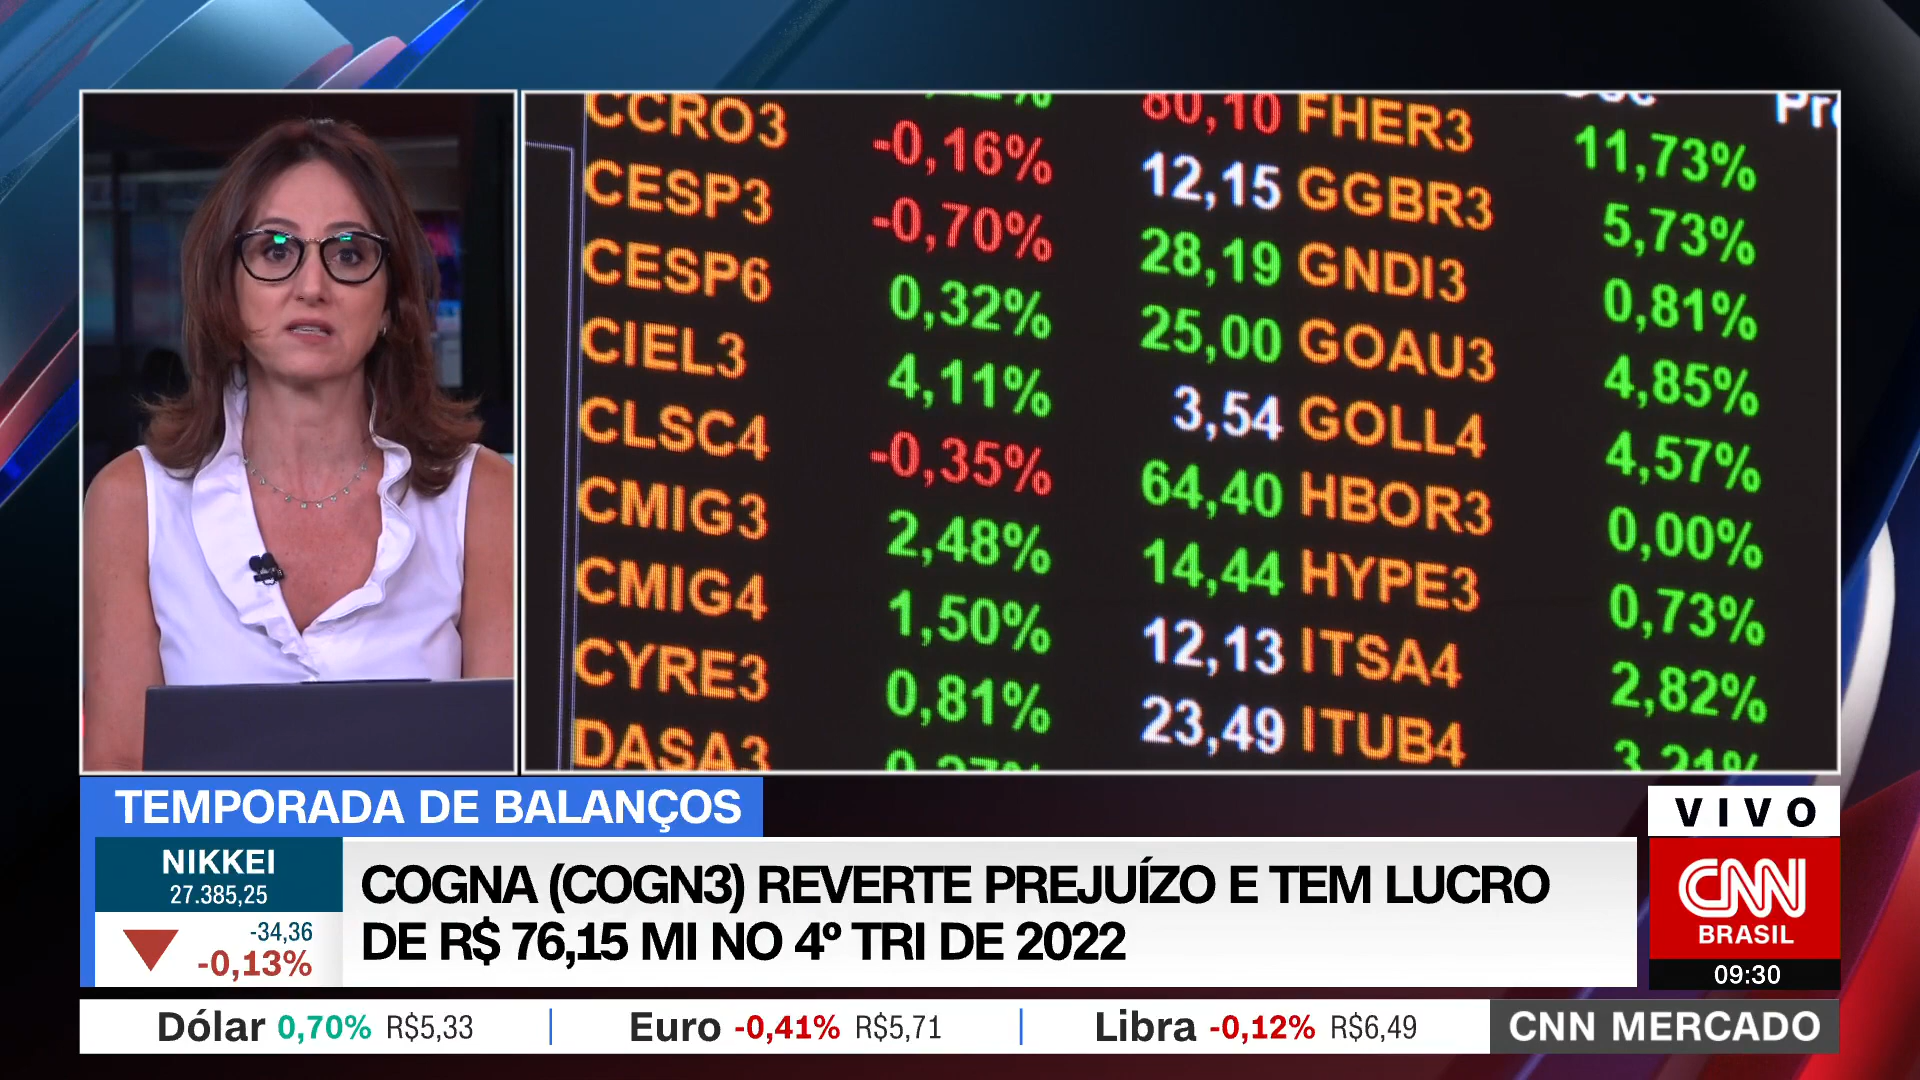 CCRO3 -0,16% 80,10 FHER3 11,73%
CESP3 -0,70% 12,15 GGBR3 5,73%
CESP6 0,32% 28,19 GNDI3 0,81%
CIEL3 4,11% 25,00 GOAU3 4,85%
CLSC4 -0,35% 3,54 GOLL4 4,57%
CMIG3 2,48% 64,40 HBOR3 0,00%
CMIG4 1,50% 14,44 HYPE3 0,73%
CYRE3 0,81% 12,13 ITSA4 2,82%
DASA3 23,49 ITUB4 3,21%
TEMPORADA DE BALANÇOS
VIVO
NIKKEI
27.385,25
-34,36
-0,13%
COGNA (COGN3) REVERTE PREJUÍZO E TEM LUCRO
DE R$ 76,15 MI NO 4º TRI DE 2022
CNN
BRASIL
09:30
Dólar 0,70% R$5,33 Euro -0,41% R$5,71 Libra -0,12% R$6,49 CNN MERCADO